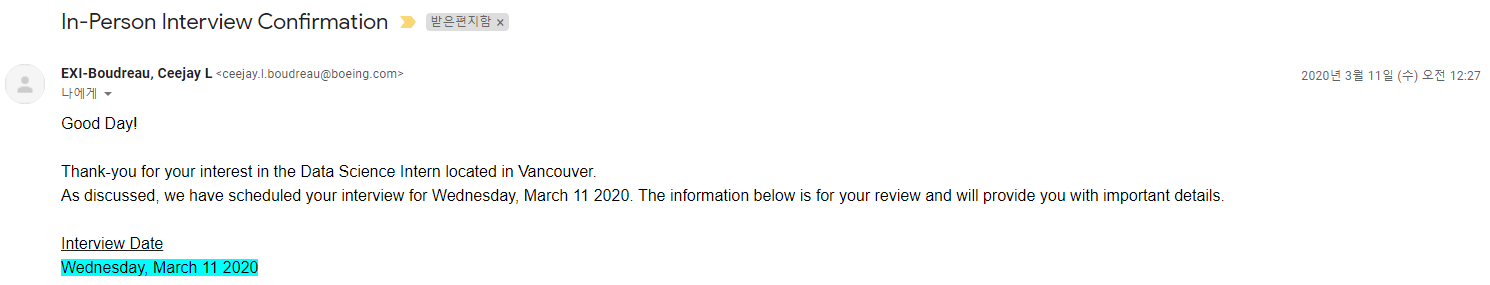 In-Person Interview Confirmation 받은편지함 ×
EXI-Boudreau, Ceejay L <ceejay.l.boudreau@boeing.com> 2020년 3월 11일 (수) 오전 12:27
나에게
Good Day!
Thank-you for your interest in the Data Science Intern located in Vancouver.
As discussed, we have scheduled your interview for Wednesday, March 11 2020. The information below is for your review and will provide you with important details.
Interview Date
Wednesday, March 11 2020